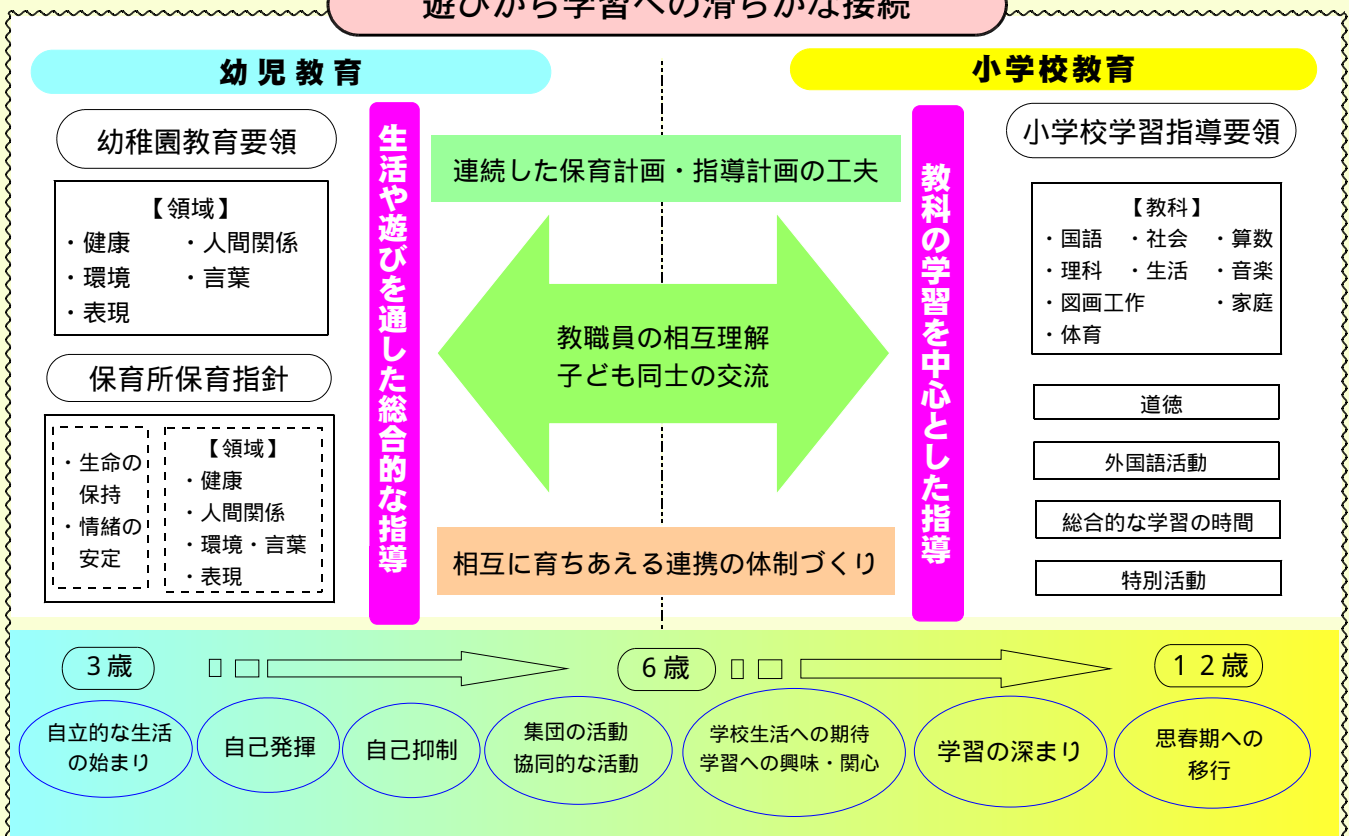 遊びから学習への滑らかな接続
幼児教育
小学校教育
幼稚園教育要領
【領域】
・健康 ・人間関係
・環境 ・言葉
・表現
保育所保育指針
・生命の
保持
・情緒の
安定
【領域】
・健康
・人間関係
・環境・言葉
・表現
生活や遊びを通した総合的な指導
連続した保育計画・指導計画の工夫
教職員の相互理解
子ども同士の交流
相互に育ちあえる連携の体制づくり
教科の学習を中心とした指導
小学校学習指導要領
【教科】
・国語 ・社会 ・算数
・理科 ・生活 ・音楽
・図画工作 ・家庭
・体育
道徳
外国語活動
総合的な学習の時間
特別活動
3歳
6歳
12歳
自立的な生活
の始まり
自己発揮
自己抑制
集団の活動
協同的な活動
学校生活への期待
学習への興味・関心
学習の深まり
思春期への
移行